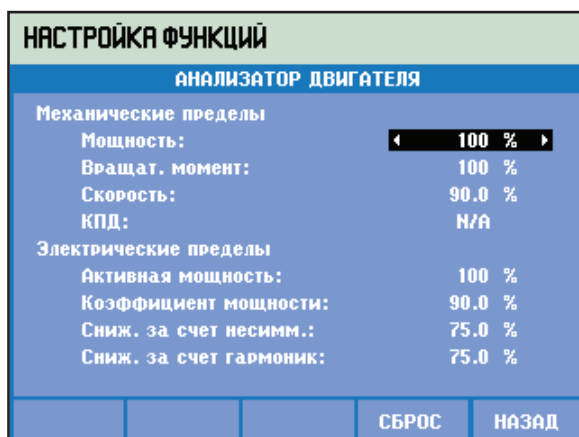 НАСТРОЙКА ФУНКЦИЙ
АНАЛИЗАТОР ДВИГАТЕЛЯ
Механические пределы
Мощность: 100 %
Вращат. момент: 100 %
Скорость: 90.0 %
КПД: N/A
Электрические пределы
Активная мощность: 100 %
Коэффициент мощности: 90.0 %
Сниж. за счет несимм.: 75.0 %
Сниж. за счет гармоник: 75.0 %
СБРОС НАЗАД